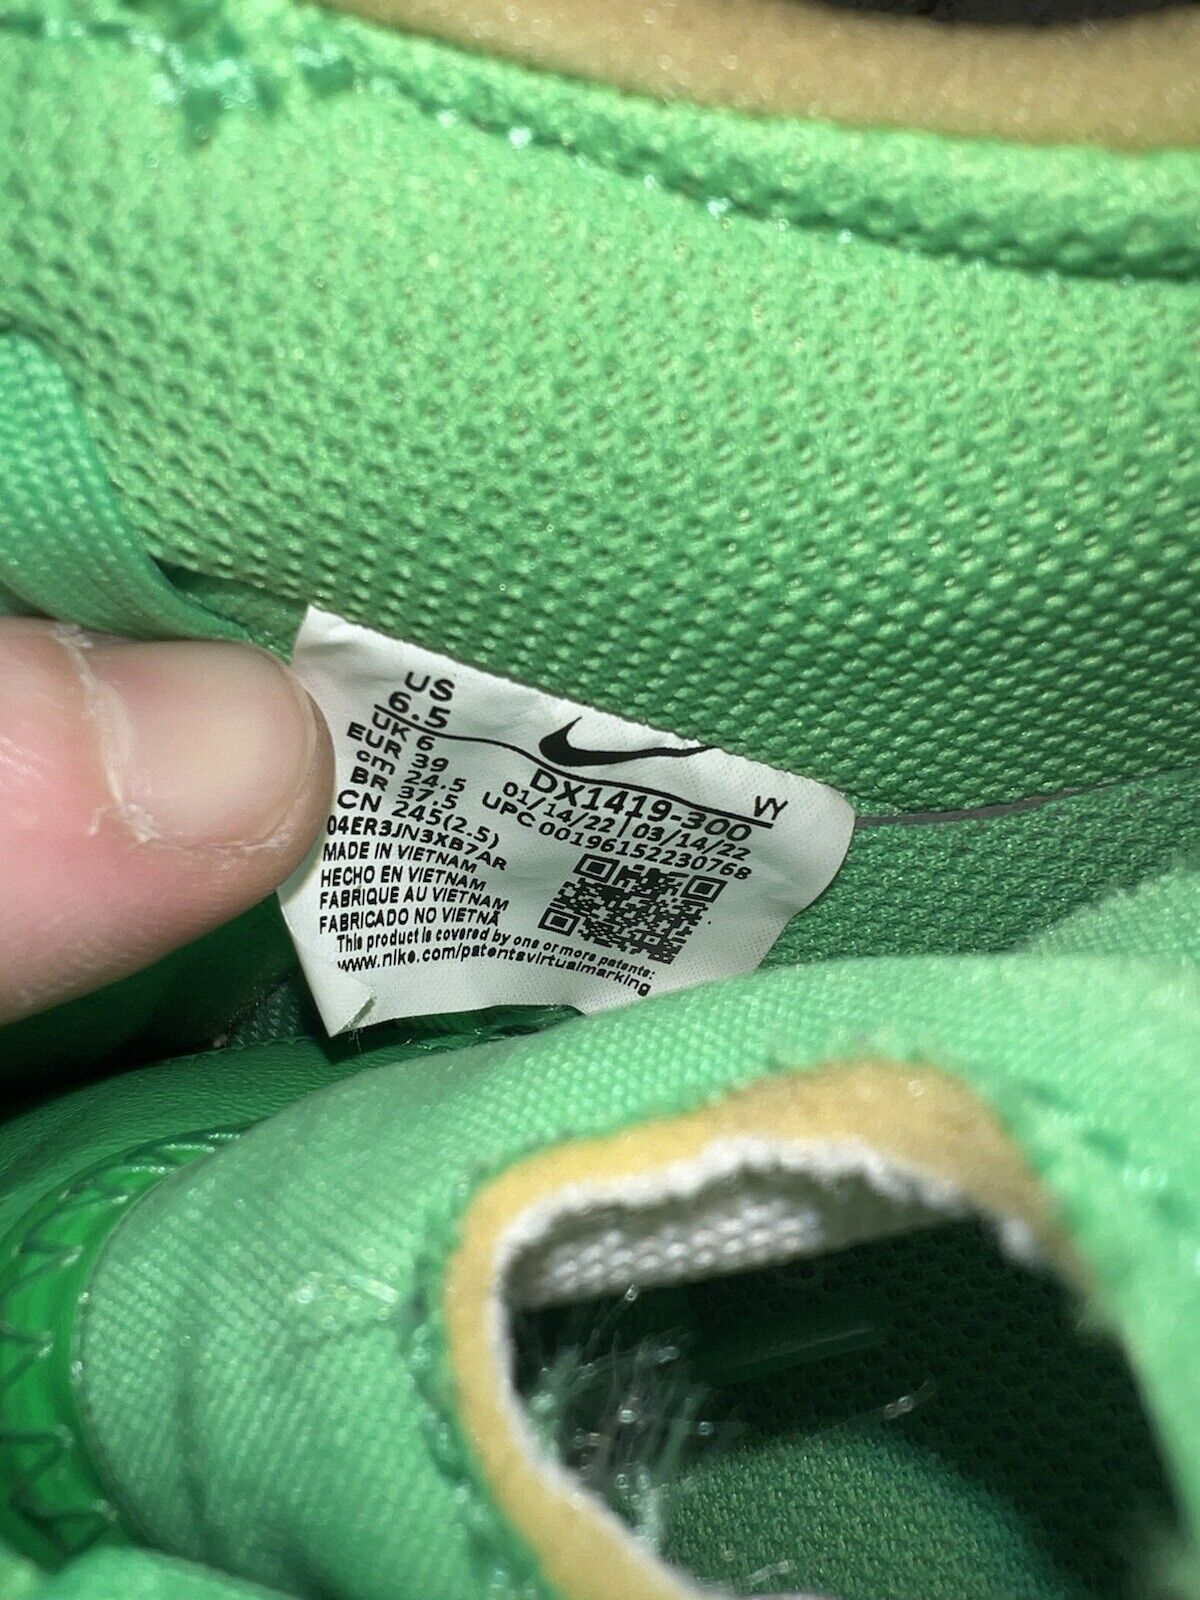 US
6.5
UK 6
EUR 39
cm 24.5
BR 37.5
CN 245(2.5)
04ER3JN3XB7AR
MADE IN VIETNAM
HECHO EN VIETNAM
FABRIQUE AU VIETNAM
FABRICADO NO VIETNÃ
This product is covered by one or more patents:
www.nike.com/patentsvirtualmarking
DX1419-300
VY
01/14/22 | 03/14/22
UPC 00196152230768